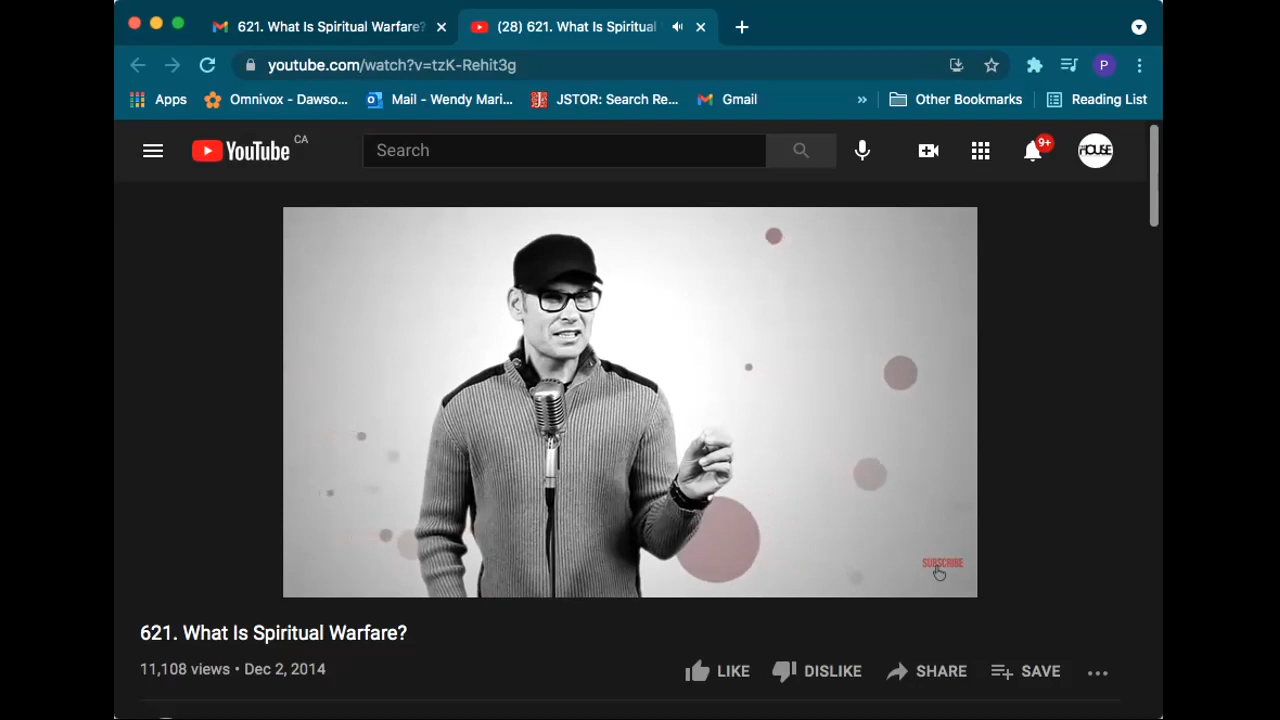 621. What Is Spiritual Warfare?
(28) 621. What Is Spiritual
youtube.com/watch?v=tzK-Rehit3g
P
Apps
Omnivox - Dawso...
Mail - Wendy Mari...
JSTOR: Search Re...
Gmail
»
Other Bookmarks
Reading List
YouTube CA
Search
9+
HOUSE
SUBSCRIBE
621. What Is Spiritual Warfare?
11,108 views • Dec 2, 2014
LIKE
DISLIKE
SHARE
SAVE